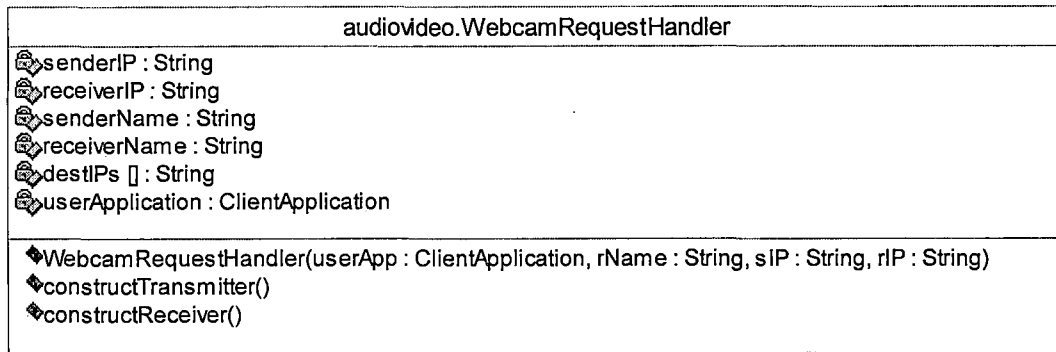 audiovideo.WebcamRequestHandler
senderIP : String
receiverIP : String
senderName : String
receiverName : String
destIPs [] : String
userApplication : ClientApplication
WebcamRequestHandler(userApp : ClientApplication, rName : String, sIP : String, rIP : String)
constructTransmitter()
constructReceiver()